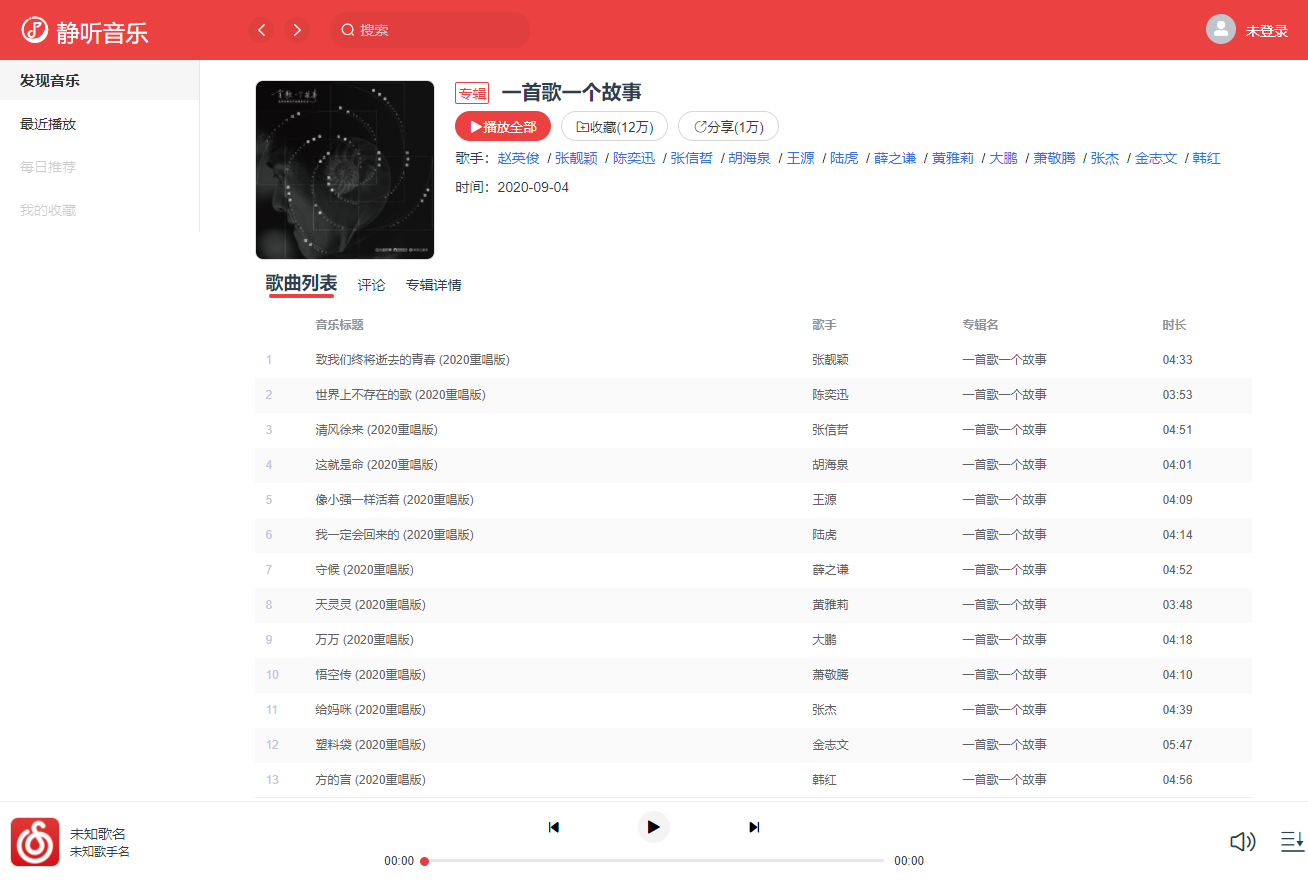 静听音乐
搜索
未登录
发现音乐
最近播放
每日推荐
我的收藏
一首歌一个故事
专辑 一首歌一个故事
播放全部 收藏(12万) 分享(1万)
歌手：赵英俊 / 张靓颖 / 陈奕迅 / 张信哲 / 胡海泉 / 王源 / 陆虎 / 薛之谦 / 黄雅莉 / 大鹏 / 萧敬腾 / 张杰 / 金志文 / 韩红
时间：2020-09-04
歌曲列表 评论 专辑详情
音乐标题 歌手 专辑名 时长
1 致我们终将逝去的青春 (2020重唱版) 张靓颖 一首歌一个故事 04:33
2 世界上不存在的歌 (2020重唱版) 陈奕迅 一首歌一个故事 03:53
3 清风徐来 (2020重唱版) 张信哲 一首歌一个故事 04:51
4 这就是命 (2020重唱版) 胡海泉 一首歌一个故事 04:01
5 像小强一样活着 (2020重唱版) 王源 一首歌一个故事 04:09
6 我一定会回来的 (2020重唱版) 陆虎 一首歌一个故事 04:14
7 守候 (2020重唱版) 薛之谦 一首歌一个故事 04:52
8 天灵灵 (2020重唱版) 黄雅莉 一首歌一个故事 03:48
9 万万 (2020重唱版) 大鹏 一首歌一个故事 04:18
10 悟空传 (2020重唱版) 萧敬腾 一首歌一个故事 04:10
11 给妈咪 (2020重唱版) 张杰 一首歌一个故事 04:39
12 塑料袋 (2020重唱版) 金志文 一首歌一个故事 05:47
13 方的言 (2020重唱版) 韩红 一首歌一个故事 04:56
未知歌名
未知歌手名
00:00 00:00